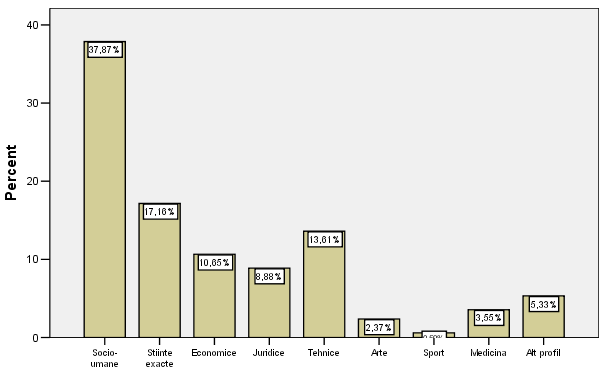 40
37,87%
30
Percent
20
17,16%
13,61%
10,65%
10
8,88%
5,33%
3,55%
2,37%
0
Socio-
umane
Stiinte
exacte
Economice
Juridice
Tehnice
Arte
Sport
Medicina
Alt profil